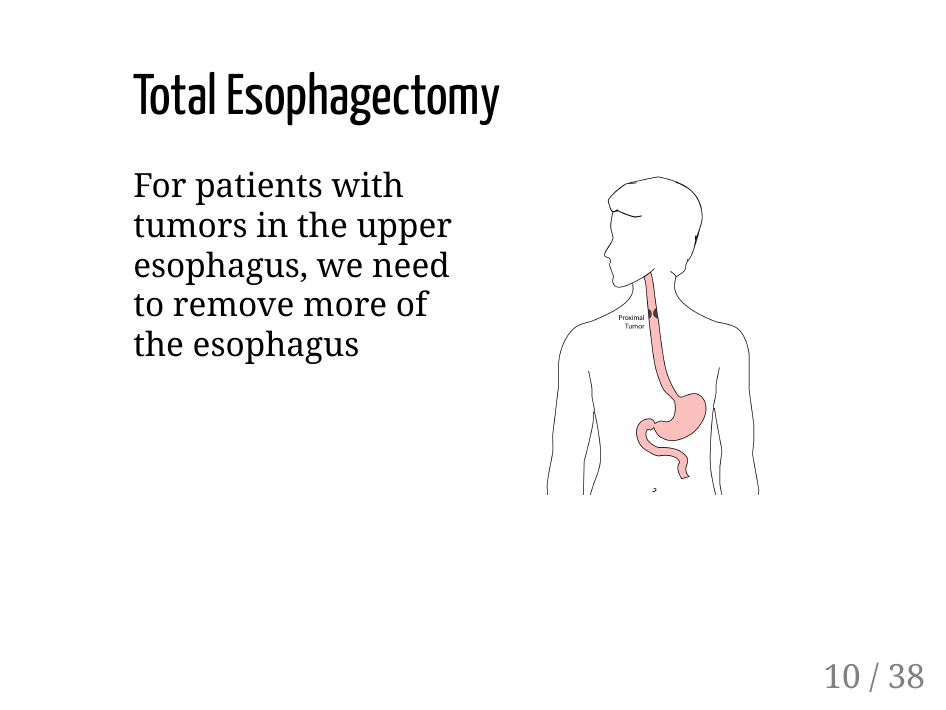 Total Esophagectomy
For patients with
tumors in the upper
esophagus, we need
to remove more of
the esophagus
Proximal
Tumor
10 / 38